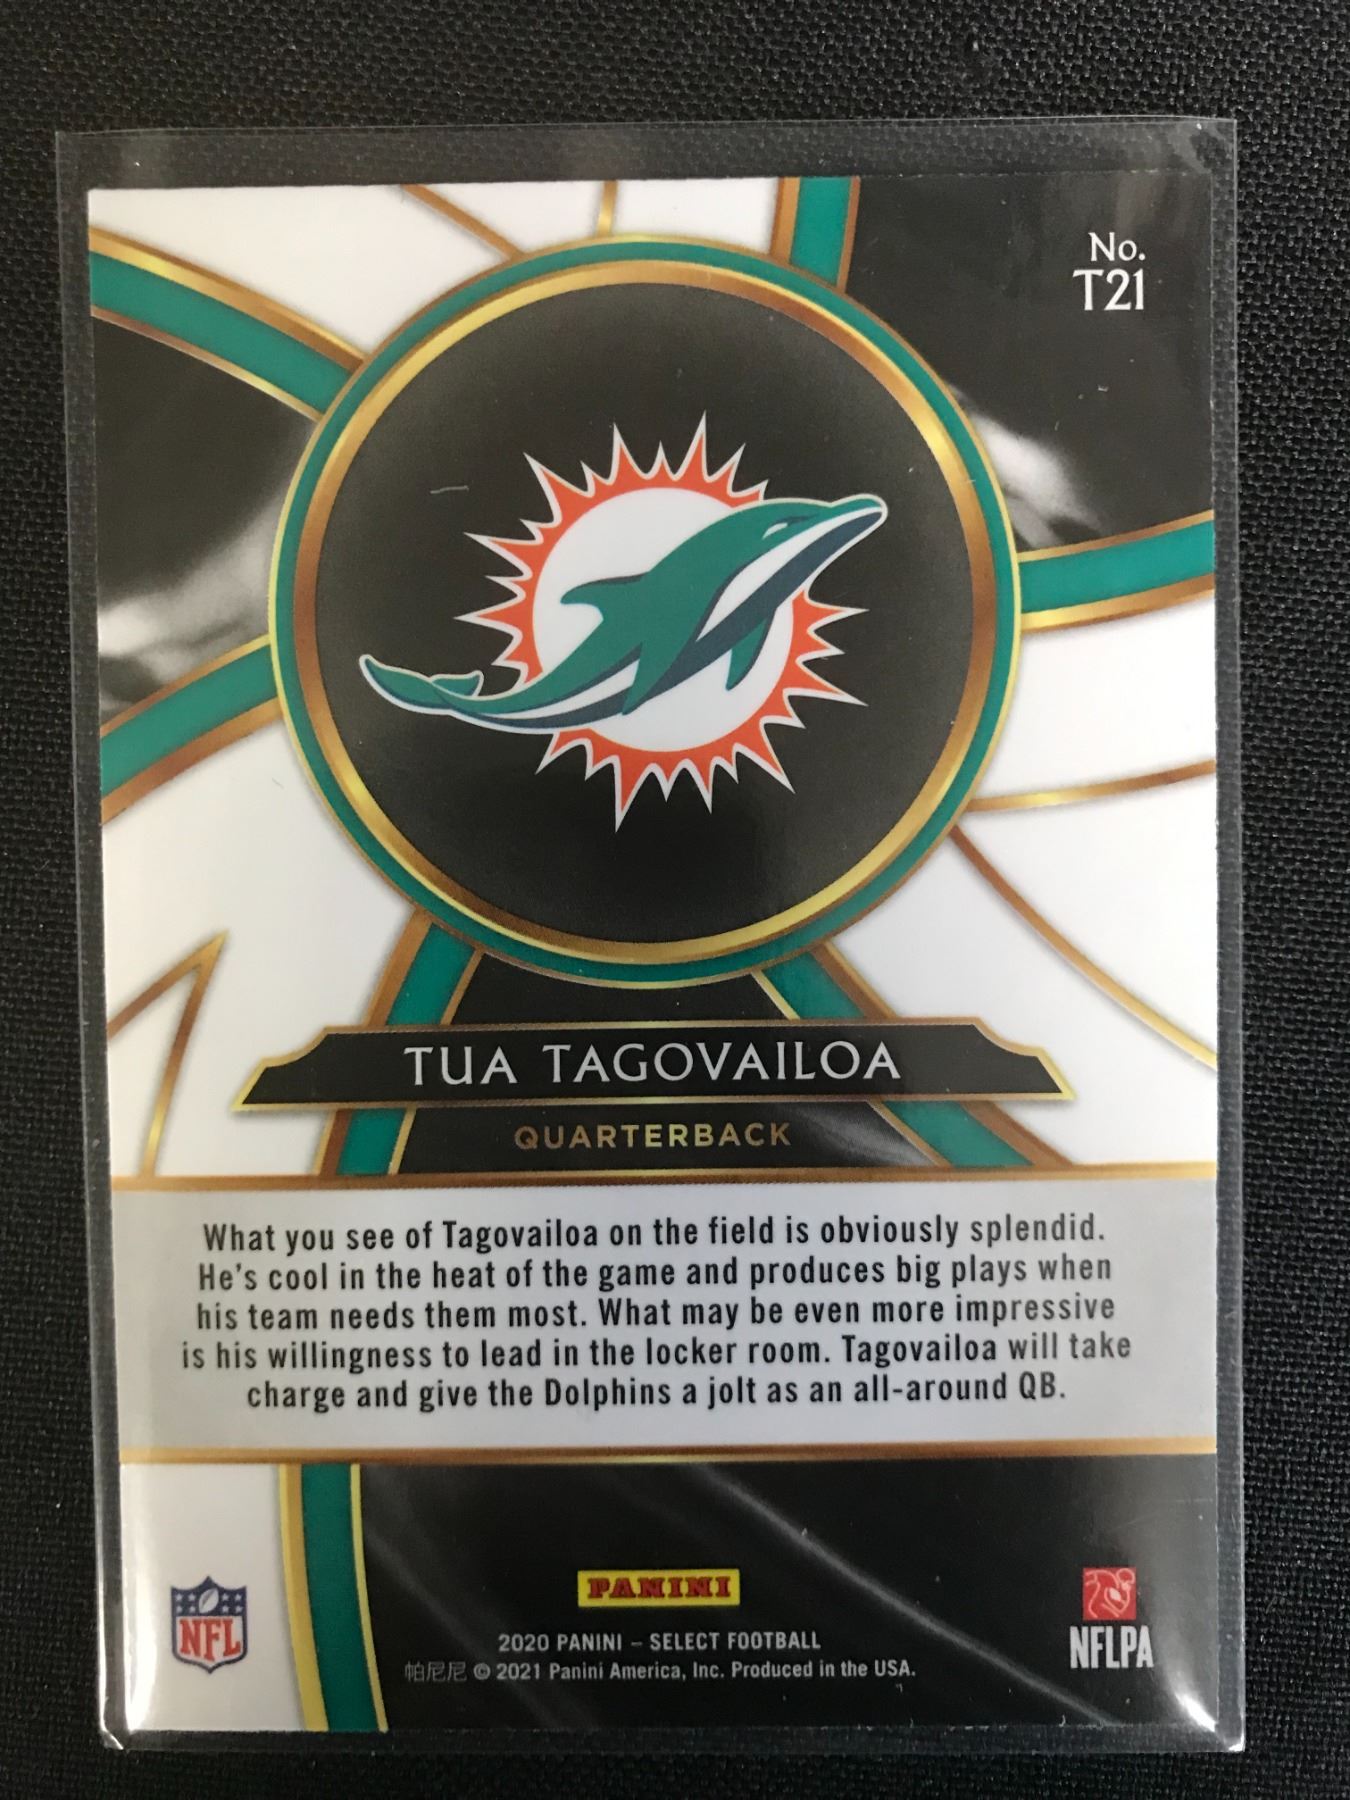 No.
T21
TUA TAGOVAILOA
QUARTERBACK
What you see of Tagovailoa on the field is obviously splendid.
He's cool in the heat of the game and produces big plays when
his team needs them most. What may be even more impressive
is his willingness to lead in the locker room. Tagovailoa will take
charge and give the Dolphins a jolt as an all-around QB.
PANINI
NFL
2020 PANINI – SELECT FOOTBALL
帕尼尼 © 2021 Panini America, Inc. Produced in the USA.
NFLPA